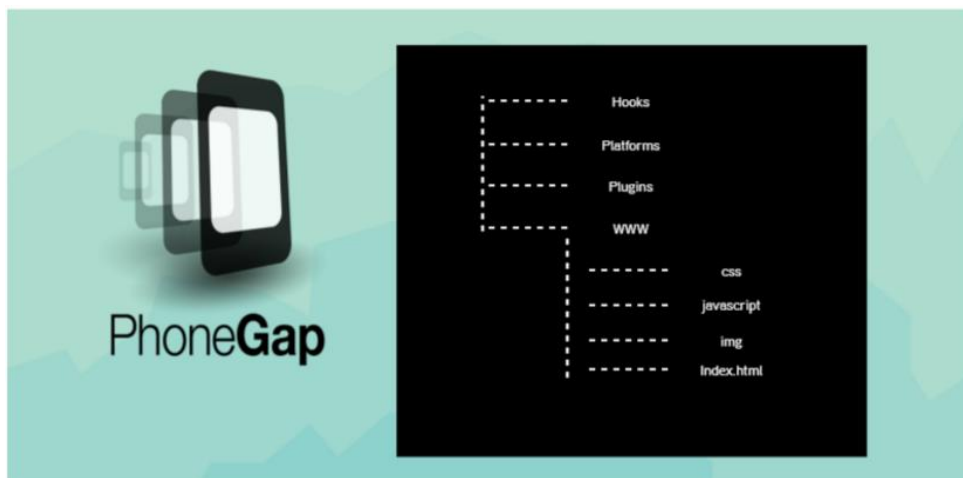 PhoneGap
Hooks
Platforms
Plugins
WWW
css
javascript
img
Index.html